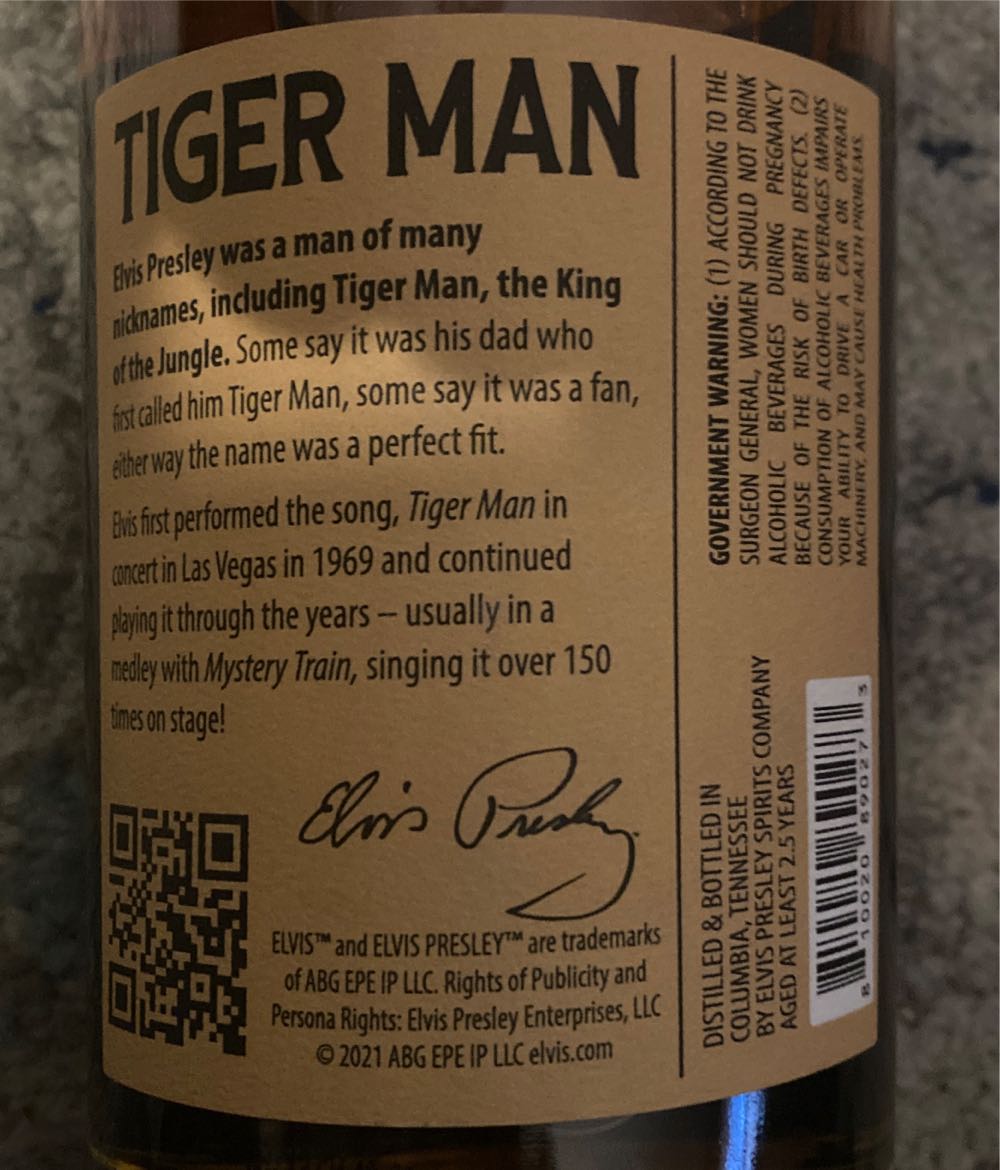 TIGER MAN
Elvis Presley was a man of many
nicknames, including Tiger Man, the King
of the Jungle. Some say it was his dad who
first called him Tiger Man, some say it was a fan,
either way the name was a perfect fit.
Elvis first performed the song, Tiger Man in
concert in Las Vegas in 1969 and continued
playing it through the years – usually in a
medley with Mystery Train, singing it over 150
times on stage!
Elvis Presley
ELVIS™ and ELVIS PRESLEY™ are trademarks
of ABG EPE IP LLC. Rights of Publicity and
Persona Rights: Elvis Presley Enterprises, LLC
© 2021 ABG EPE IP LLC elvis.com
GOVERNMENT WARNING: (1) ACCORDING TO THE
SURGEON GENERAL, WOMEN SHOULD NOT DRINK
ALCOHOLIC BEVERAGES DURING PREGNANCY
BECAUSE OF THE RISK OF BIRTH DEFECTS. (2)
CONSUMPTION OF ALCOHOLIC BEVERAGES IMPAIRS
YOUR ABILITY TO DRIVE A CAR OR OPERATE
MACHINERY, AND MAY CAUSE HEALTH PROBLEMS.
DISTILLED & BOTTLED IN
COLUMBIA, TENNESSEE
BY ELVIS PRESLEY SPIRITS COMPANY
AGED AT LEAST 2.5 YEARS
8 10020 89027 3